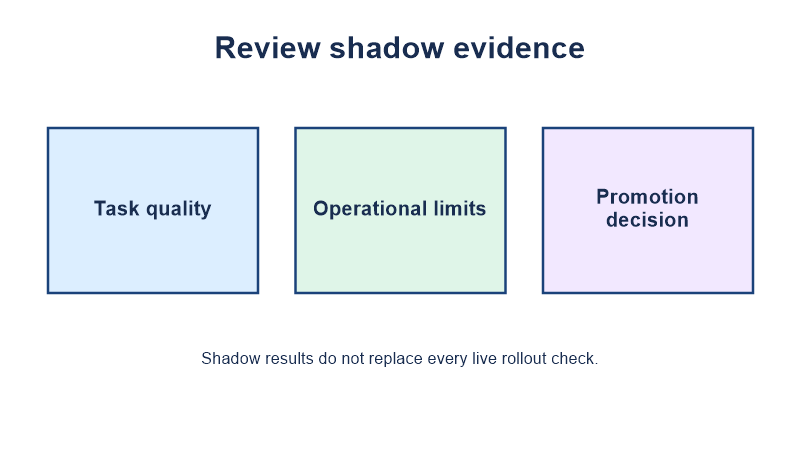 Review shadow evidence
Task quality
Operational limits
Promotion
decision
Shadow results do not replace every live rollout check.